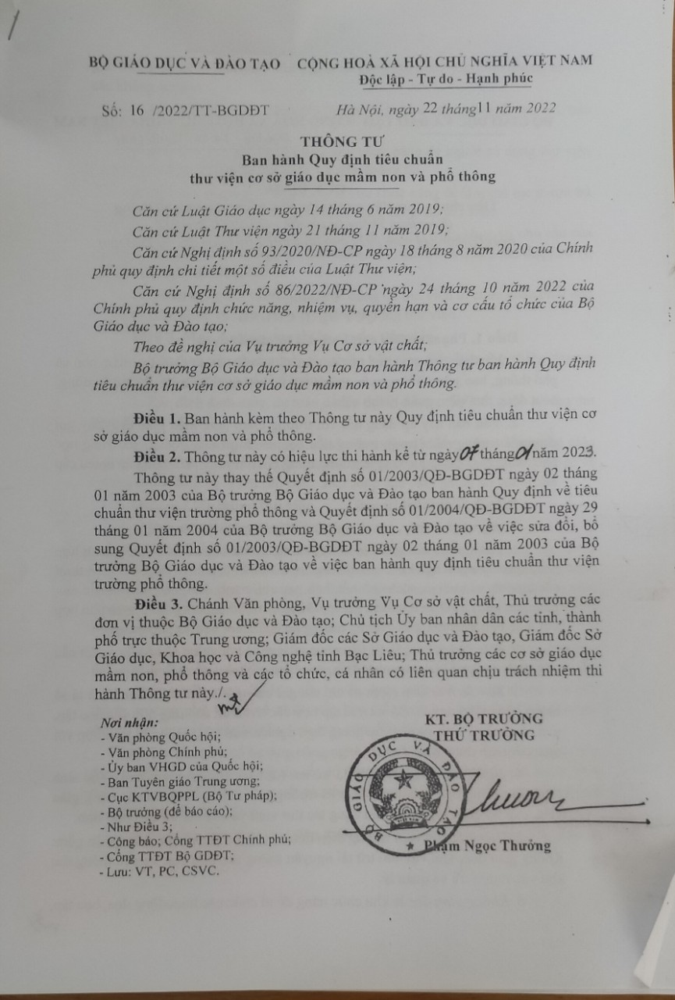 BỘ GIÁO DỤC VÀ ĐÀO TẠO CỘNG HOÀ XÃ HỘI CHỦ NGHĨA VIỆT NAM
Độc lập - Tự do - Hạnh phúc
Số: 16 /2022/TT-BGDĐT Hà Nội, ngày 22 tháng 11 năm 2022
THÔNG TƯ
Ban hành Quy định tiêu chuẩn
thư viện cơ sở giáo dục mầm non và phổ thông
Căn cứ Luật Giáo dục ngày 14 tháng 6 năm 2019;
Căn cứ Luật Thư viện ngày 21 tháng 11 năm 2019;
Căn cứ Nghị định số 93/2020/NĐ-CP ngày 18 tháng 8 năm 2020 của Chính
phủ quy định chi tiết một số điều của Luật Thư viện;
Căn cứ Nghị định số 86/2022/NĐ-CP ngày 24 tháng 10 năm 2022 của
Chính phủ quy định chức năng, nhiệm vụ, quyền hạn và cơ cấu tổ chức của Bộ
Giáo dục và Đào tạo;
Theo đề nghị của Vụ trưởng Vụ Cơ sở vật chất;
Bộ trưởng Bộ Giáo dục và Đào tạo ban hành Thông tư ban hành Quy định
tiêu chuẩn thư viện cơ sở giáo dục mầm non và phổ thông.
Điều 1. Ban hành kèm theo Thông tư này Quy định tiêu chuẩn thư viện cơ
sở giáo dục mầm non và phổ thông.
Điều 2. Thông tư này có hiệu lực thi hành kể từ ngày 07 tháng 01 năm 2023.
Thông tư này thay thế Quyết định số 01/2003/QĐ-BGDĐT ngày 02 tháng
01 năm 2003 của Bộ trưởng Bộ Giáo dục và Đào tạo ban hành Quy định về tiêu
chuẩn thư viện trường phổ thông và Quyết định số 01/2004/QĐ-BGDĐT ngày 29
tháng 01 năm 2004 của Bộ trưởng Bộ Giáo dục và Đào tạo về việc sửa đổi, bổ
sung Quyết định số 01/2003/QĐ-BGDĐT ngày 02 tháng 01 năm 2003 của Bộ
trưởng Bộ Giáo dục và Đào tạo về việc ban hành quy định tiêu chuẩn thư viện
trường phổ thông.
Điều 3. Chánh Văn phòng, Vụ trưởng Vụ Cơ sở vật chất, Thủ trưởng các
đơn vị thuộc Bộ Giáo dục và Đào tạo; Chủ tịch Ủy ban nhân dân các tỉnh, thành
phố trực thuộc Trung ương; Giám đốc các Sở Giáo dục và Đào tạo, Giám đốc Sở
Giáo dục, Khoa học và Công nghệ tỉnh Bạc Liêu; Thủ trưởng các cơ sở giáo dục
mầm non, phổ thông và các tổ chức, cá nhân có liên quan chịu trách nhiệm thi
hành Thông tư này./.
Nơi nhận:
- Văn phòng Quốc hội;
- Văn phòng Chính phủ;
- Ủy ban VHGD của Quốc hội;
- Ban Tuyên giáo Trung ương;
- Cục KTVBQPPL (Bộ Tư pháp);
- Bộ trưởng (để báo cáo);
- Như Điều 3;
- Công báo; Cổng TTĐT Chính phủ;
- Cổng TTĐT Bộ GDĐT;
- Lưu: VT, PC, CSVC.
KT. BỘ TRƯỞNG
THỨ TRƯỞNG
BỘ GIÁO DỤC VÀ ĐÀO TẠO
Phạm Ngọc Thưởng